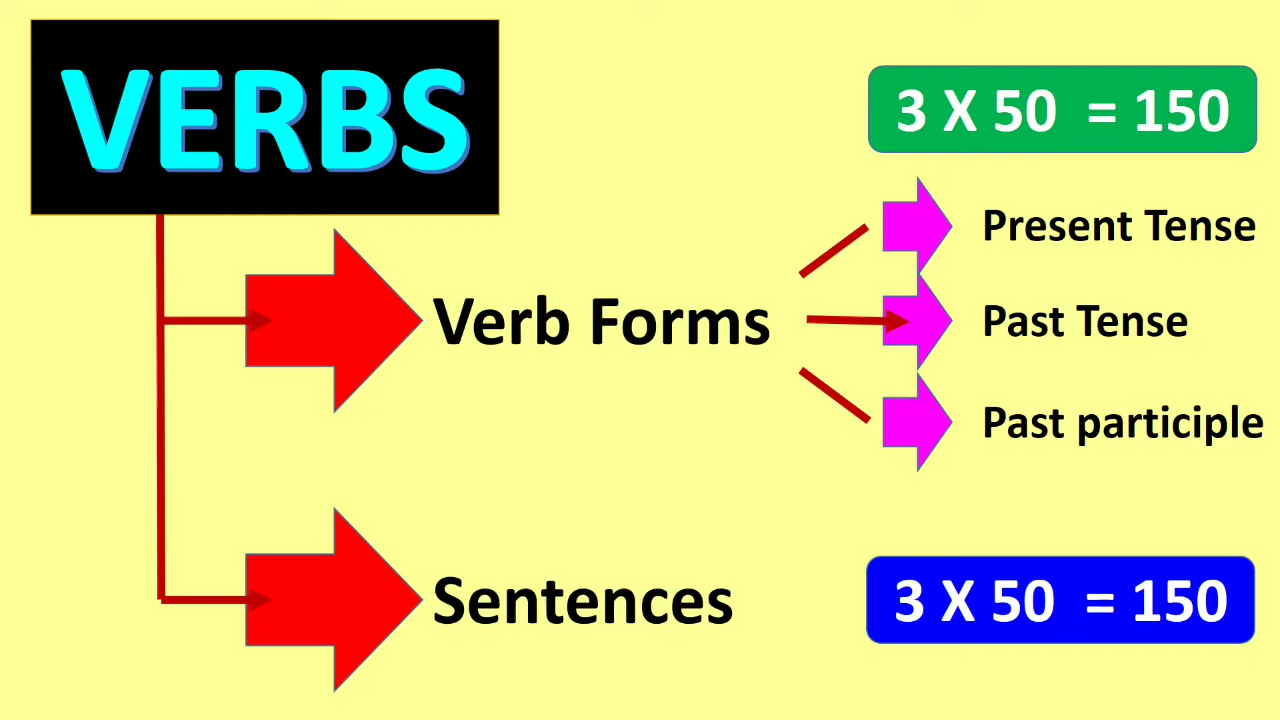 VERBS
3 X 50 = 150
Present Tense
Verb Forms
Past Tense
Past participle
Sentences
3 X 50 = 150